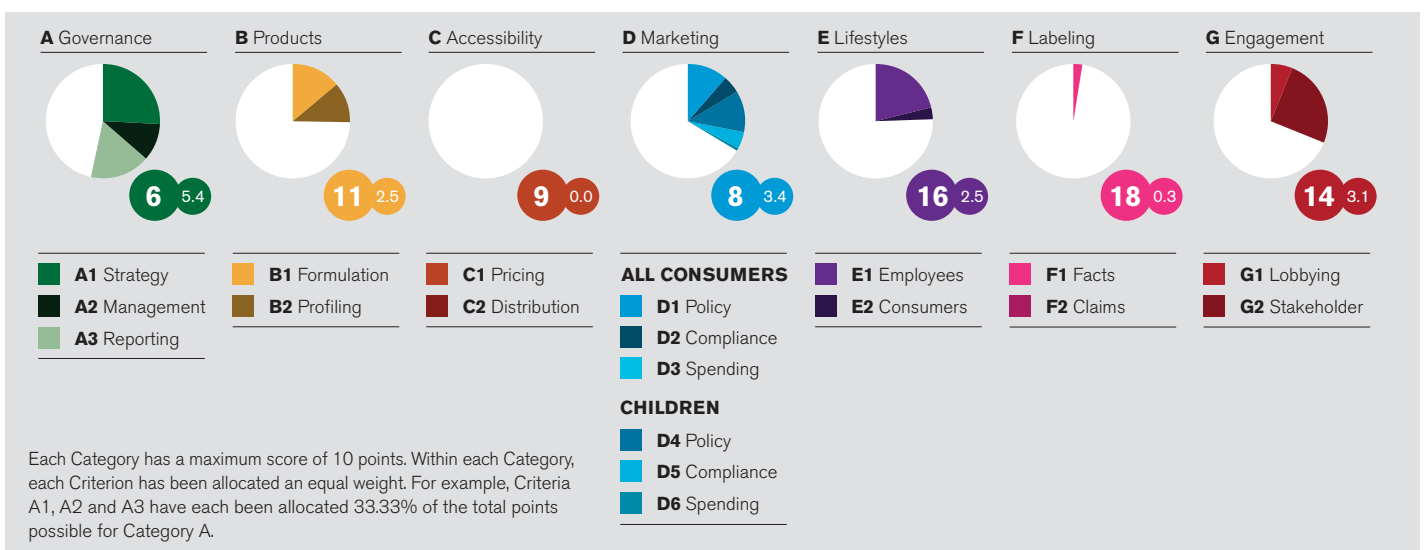 A Governance
B Products
C Accessibility
D Marketing
E Lifestyles
F Labeling
G Engagement
6 5.4
11 2.5
9 0.0
8 3.4
16 2.5
18 0.3
14 3.1
A1 Strategy
A2 Management
A3 Reporting
B1 Formulation
B2 Profiling
C1 Pricing
C2 Distribution
ALL CONSUMERS
D1 Policy
D2 Compliance
D3 Spending
CHILDREN
D4 Policy
D5 Compliance
D6 Spending
E1 Employees
E2 Consumers
F1 Facts
F2 Claims
G1 Lobbying
G2 Stakeholder
Each Category has a maximum score of 10 points. Within each Category,
each Criterion has been allocated an equal weight. For example, Criteria
A1, A2 and A3 have each been allocated 33.33% of the total points
possible for Category A.